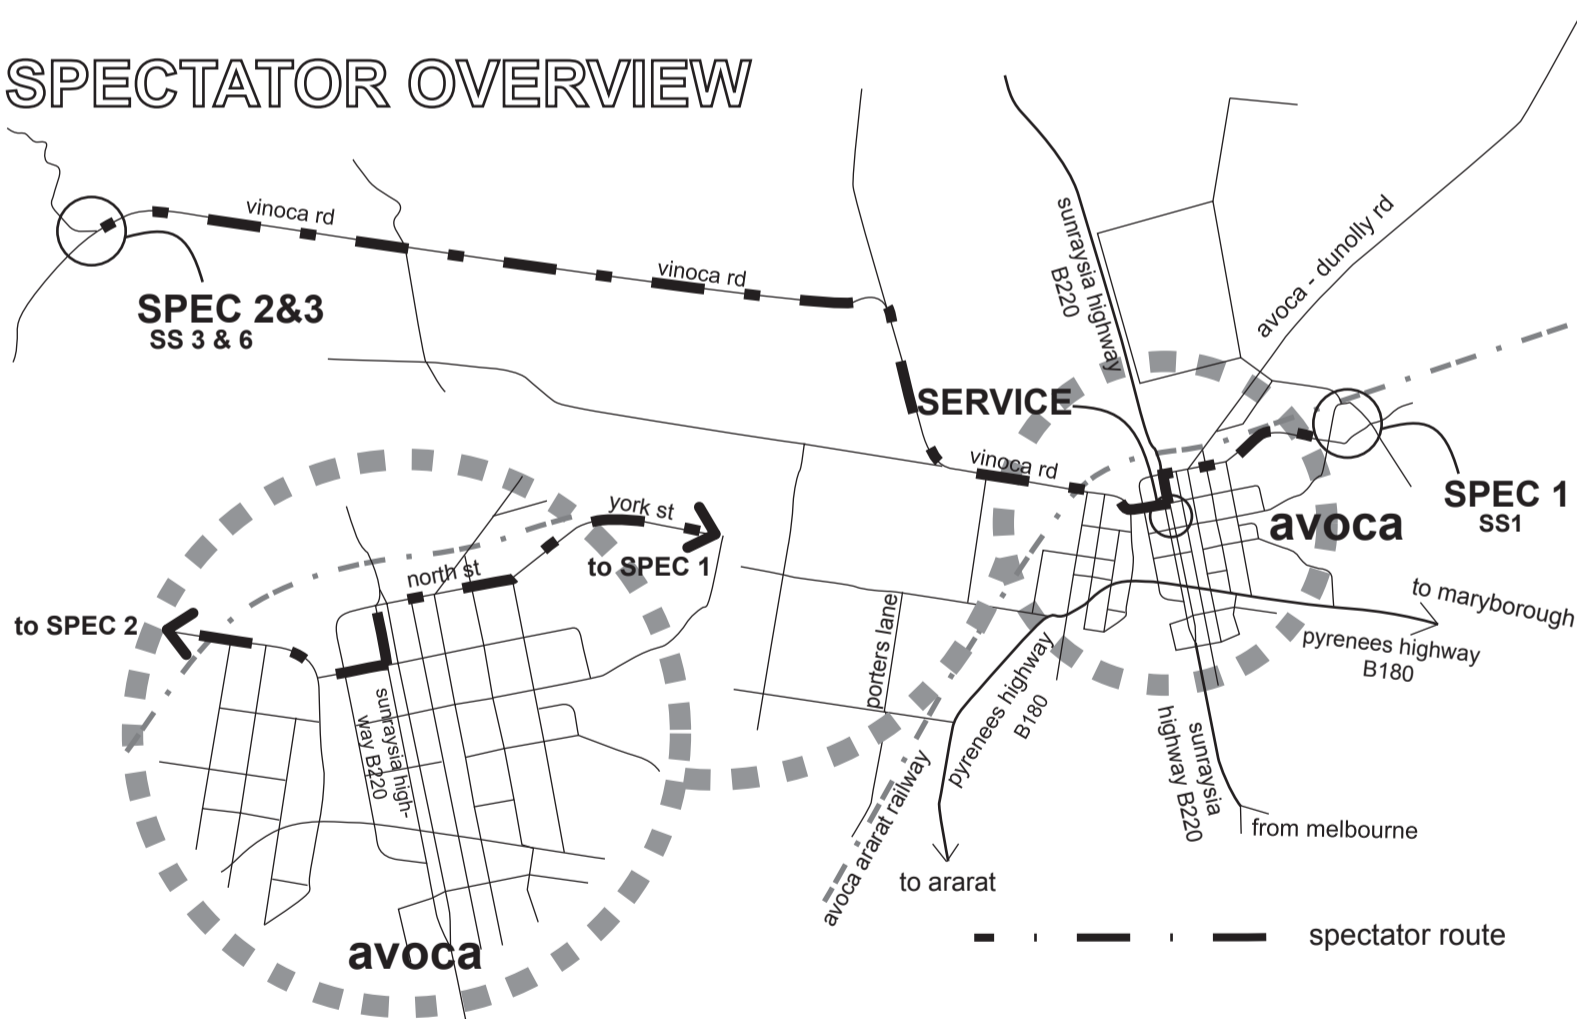 SPECTATOR OVERVIEW
vinoca rd
vinoca rd
SPEC 2&3
SS 3 & 6
sunraysia highway
B220
avoca - dunolly rd
SERVICE
vinoca rd
SPEC 1
SS1
avoca
york st
to SPEC 1
north st
to SPEC 2
sunraysia high-
way B220
avoca
porters lane
to maryborough
pyrenees highway
B180
pyrenees highway
B180
sunraysia
highway B220
from melbourne
avoca ararat railway
to ararat
spectator route